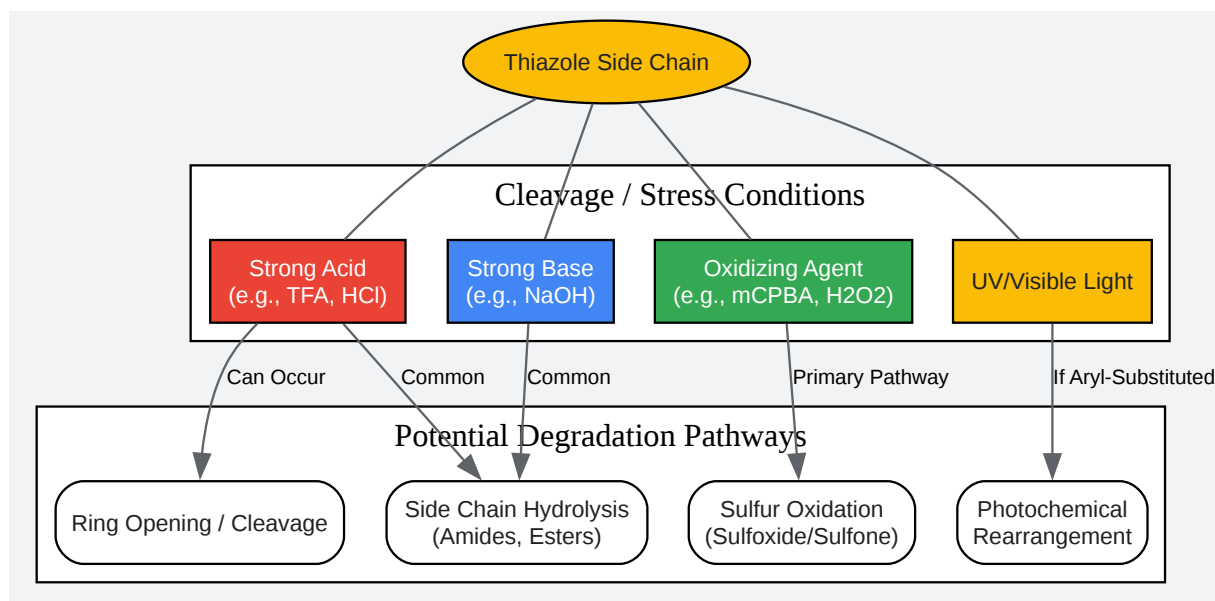 Thiazole Side Chain
Cleavage / Stress Conditions
Strong Acid
(e.g., TFA, HCl)
Strong Base
(e.g., NaOH)
Oxidizing Agent
(e.g., mCPBA, H2O2)
UV/Visible Light
Can Occur
Common
Common
Primary Pathway
If Aryl-Substituted
Potential Degradation Pathways
Ring Opening / Cleavage
Side Chain Hydrolysis
(Amides, Esters)
Sulfur Oxidation
(Sulfoxide/Sulfone)
Photochemical
Rearrangement